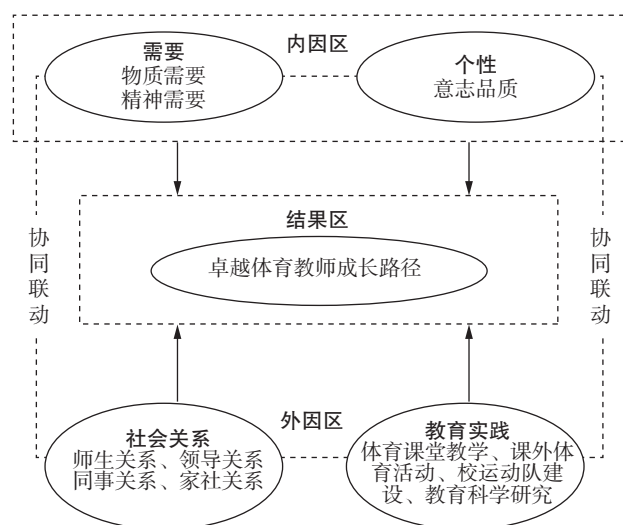 内因区
需要
物质需要
精神需要
个性
意志品质
协同联动
结果区
卓越体育教师成长路径
协同联动
外因区
社会关系
师生关系、领导关系
同事关系、家社关系
教育实践
体育课堂教学、课外体
育活动、校运动队建
设、教育科学研究